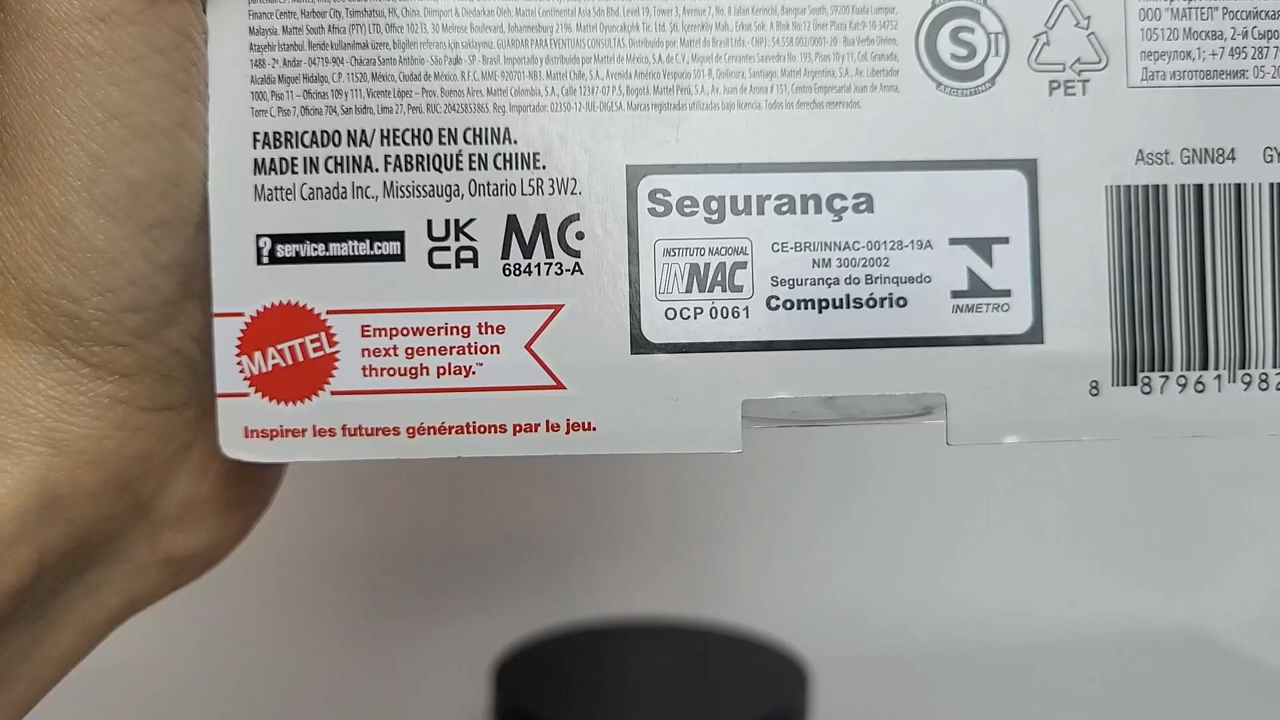 Finance Centre, Harbour City, Tsimshatsui, HK, China. Diimport & Diedarkan Oleh: Mattel Continental Asia Sdn Bhd. Level 19, Tower 3, Avenue 7, No. 8 Jalan Kerinchi, Bangsar South, 59200 Kuala Lumpur,
Malaysia. Mattel South Africa (PTY) LTD, Office 102 I3, 30 Melrose Boulevard, Johannesburg 2196. Mattel Oyuncakçılık Tic. Ltd. Şti. İçerenköy Mah., Erkut Sok. A Blok No:12 Üner Plaza Kat:9-10 34752
Ataşehir İstanbul. İleride kullanılmak üzere, bilgileri referans için saklayınız. GUARDAR PARA EVENTUAIS CONSULTAS. Distribuído por: Mattel do Brasil Ltda. - CNPJ: 54.558.002/0001-20 - Rua Verbo Divino,
1488 - 2º. Andar - 04719-904 - Chácara Santo Antônio - São Paulo - SP - Brasil. Importado y distribuido por Mattel de México, S.A. de C.V., Miguel de Cervantes Saavedra No. 193, Pisos 10 y 11, Col. Granada,
Alcaldía Miguel Hidalgo, C.P. 11520, México, Ciudad de México. R.F.C. MME-920701-NB3. Mattel Chile, S.A., Avenida Américo Vespucio 501-B, Quilicura, Santiago. Mattel Argentina, S.A., Av. Libertador
1000, Piso 11 – Oficinas 109 y 111, Vicente López – Prov. Buenos Aires. Mattel Colombia, S.A., Calle 123#7-07 P.5, Bogotá. Mattel Perú, S.A., Av. Juan de Arona # 151, Centro Empresarial Juan de Arona,
Torre C, Piso 7, Oficina 704, San Isidro, Lima 27, Perú. RUC: 20425853865. Reg. Importador: 02350-12-JUE-DIGESA. Marcas registradas utilizadas bajo licencia. Todos los derechos reservados.
FABRICADO NA/ HECHO EN CHINA.
MADE IN CHINA. FABRIQUÉ EN CHINE.
Mattel Canada Inc., Mississauga, Ontario L5R 3W2.
? service.mattel.com
UK
CA
MC
684173-A
MATTEL
Empowering the
next generation
through play.™
Inspirer les futures générations par le jeu.
S
ARGENTINA
PET
ООО "МАТТЕЛ" Российская
105120 Москва, 2-й Сыро
переулок,1; +7 495 287 7
Дата изготовления: 05-20
Segurança
INSTITUTO NACIONAL
INNAC
OCP 0061
CE-BRI/INNAC-00128-19A
NM 300/2002
Segurança do Brinquedo
Compulsório
INMETRO
Asst. GNN84 GY
8 87961 982